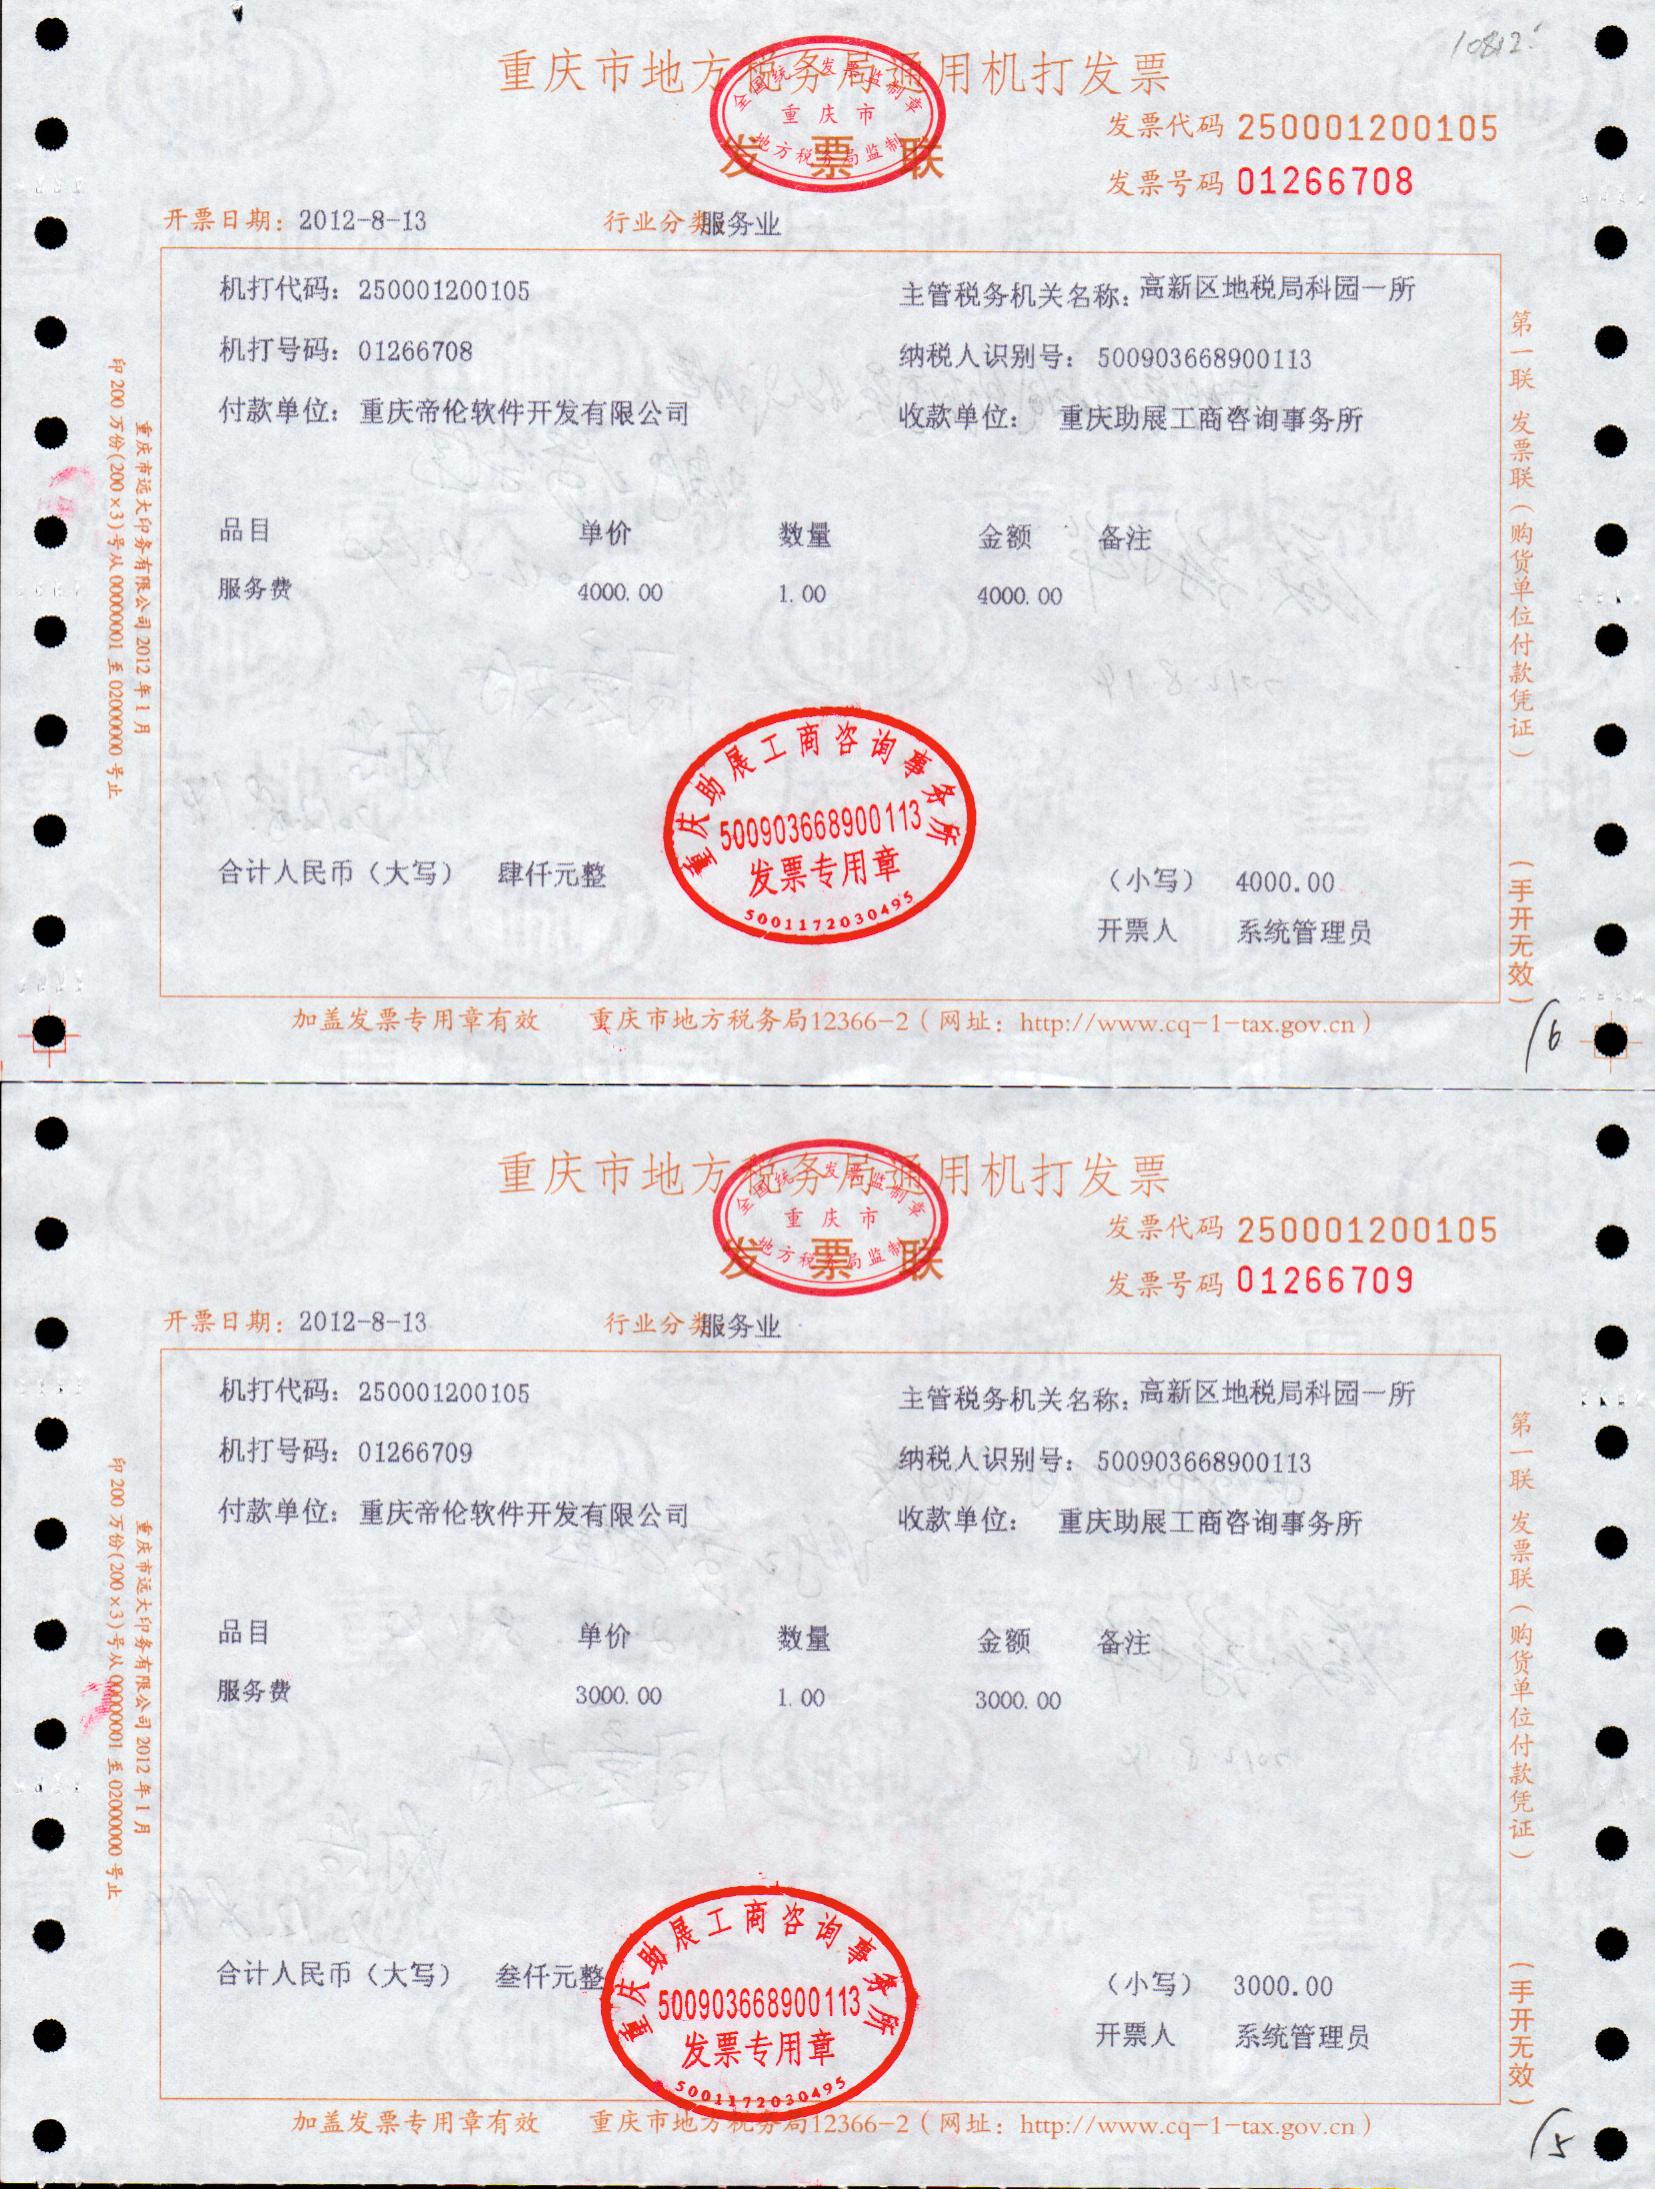 10812
重庆市地方税务局通用机打发票
全国统一发票监制章
重庆市
地方税务局监制
发票联
发票代码 250001200105
发票号码 01266708
开票日期：2012-8-13 行业分类 服务业
机打代码：250001200105 主管税务机关名称：高新区地税局科园一所
机打号码：01266708 纳税人识别号：500903668900113
付款单位：重庆帝伦软件开发有限公司 收款单位：重庆助展工商咨询事务所
品目 单价 数量 金额 备注
服务费 4000.00 1.00 4000.00
重庆助展工商咨询事务所
500903668900113
发票专用章
5001172030495
合计人民币（大写） 肆仟元整 （小写） 4000.00
开票人 系统管理员
加盖发票专用章有效 重庆市地方税务局12366-2（网址：http://www.cq-1-tax.gov.cn）
第一联 发票联（购货单位付款凭证）
（手开无效）
重庆市远大印务有限公司 2012年1月
印200万份(200×3)号从00000001至02000000号止
16
重庆市地方税务局通用机打发票
全国统一发票监制章
重庆市
地方税务局监制
发票联
发票代码 250001200105
发票号码 01266709
开票日期：2012-8-13 行业分类 服务业
机打代码：250001200105 主管税务机关名称：高新区地税局科园一所
机打号码：01266709 纳税人识别号：500903668900113
付款单位：重庆帝伦软件开发有限公司 收款单位：重庆助展工商咨询事务所
品目 单价 数量 金额 备注
服务费 3000.00 1.00 3000.00
重庆助展工商咨询事务所
500903668900113
发票专用章
5001172030495
合计人民币（大写） 叁仟元整 （小写） 3000.00
开票人 系统管理员
加盖发票专用章有效 重庆市地方税务局12366-2（网址：http://www.cq-1-tax.gov.cn）
第一联 发票联（购货单位付款凭证）
（手开无效）
重庆市远大印务有限公司 2012年1月
印200万份(200×3)号从00000001至02000000号止
15